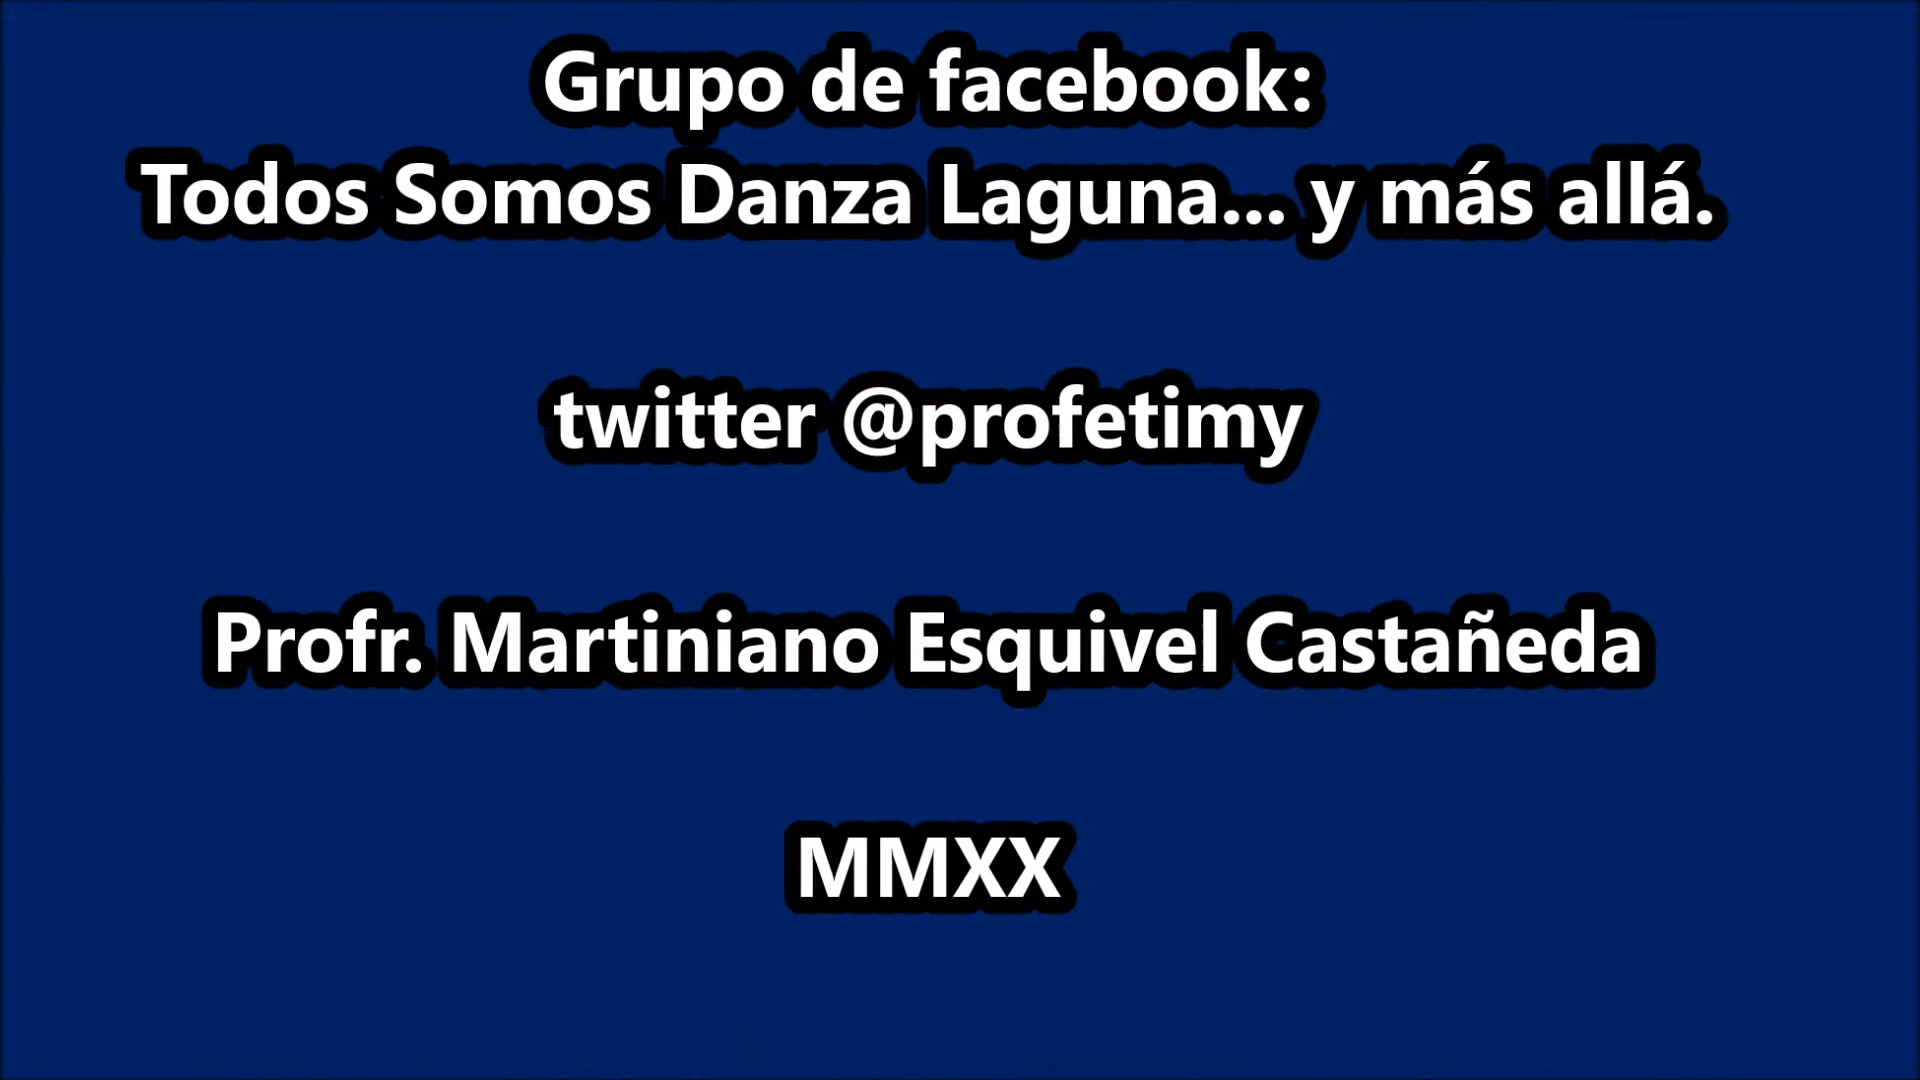 Grupo de facebook:
Todos Somos Danza Laguna... y más allá.
twitter @profetimy
Profr. Martiniano Esquivel Castañeda
MMXX